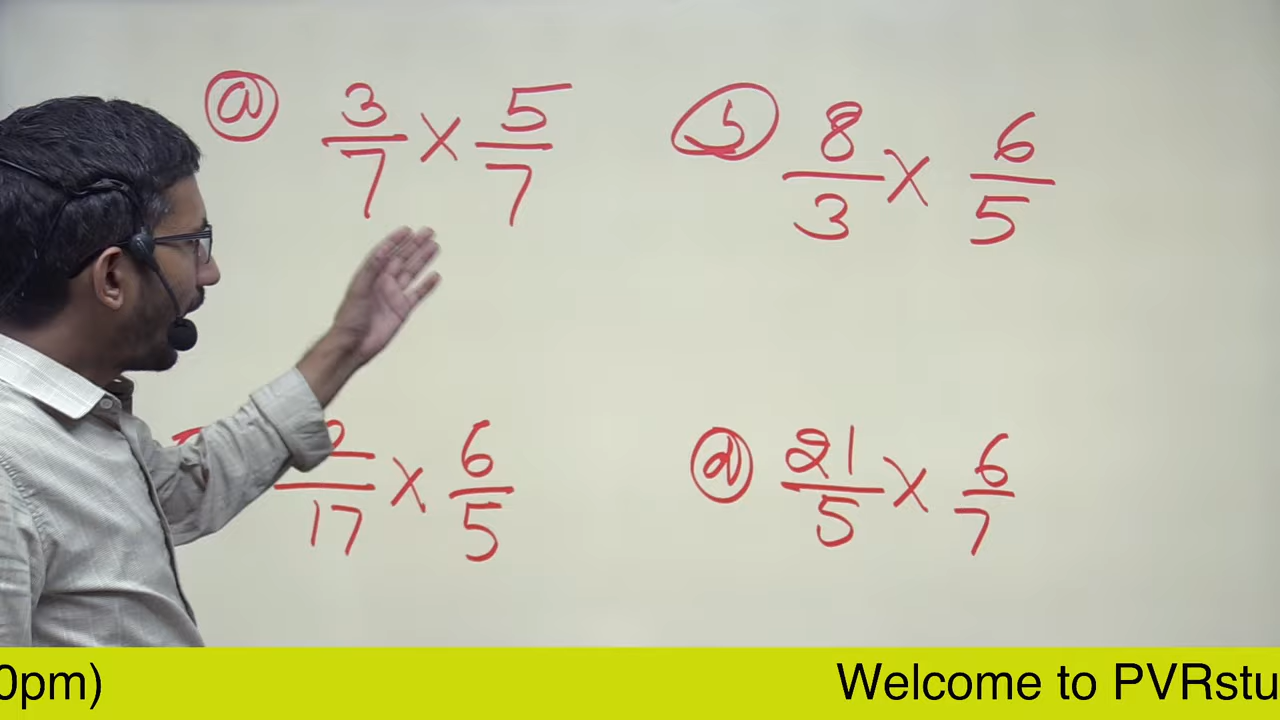 ⓐ 3/7 × 5/7
ⓑ 8/3 × 6/5
2/17 × 6/5
ⓓ 21/5 × 6/7
0pm) Welcome to PVRstu